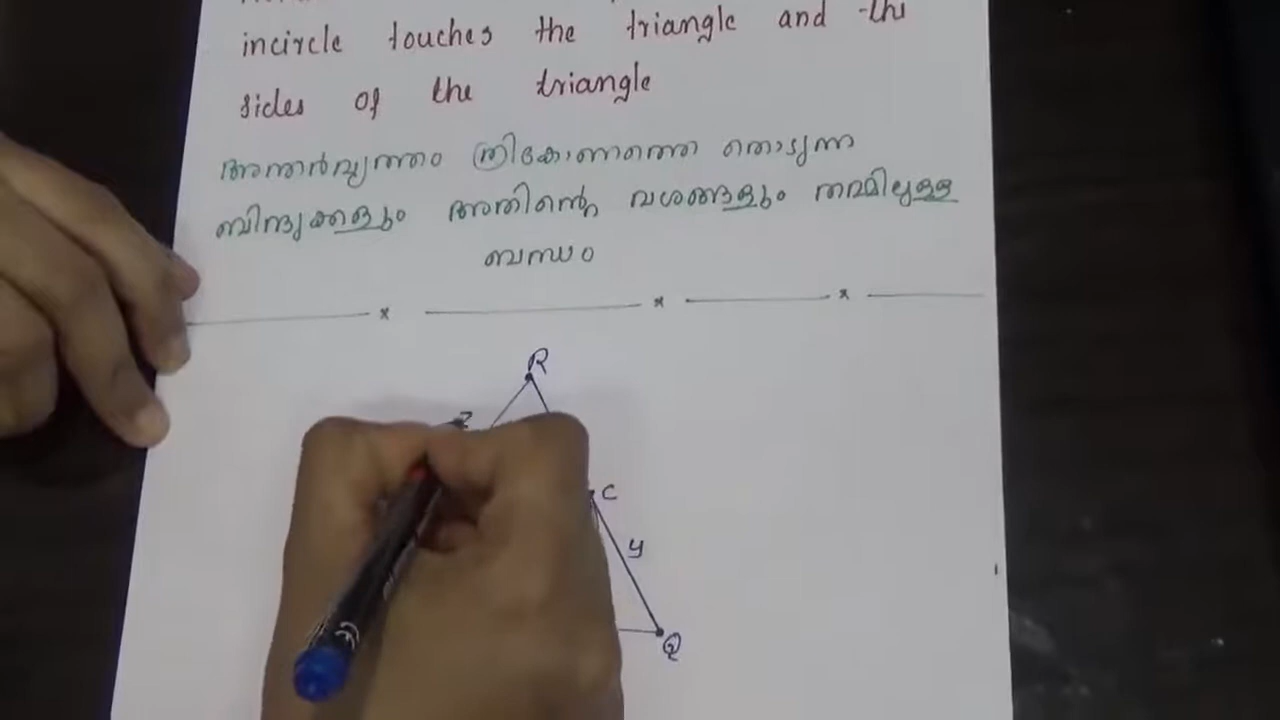 incircle touches the triangle and the
sides of the triangle
അന്തർവൃത്തം ത്രികോണത്തെ തൊടുന്ന
ബിന്ദുക്കളും അതിന്റെ വശങ്ങളും തമ്മിലുള്ള
ബന്ധം
R
z
C
y
Q